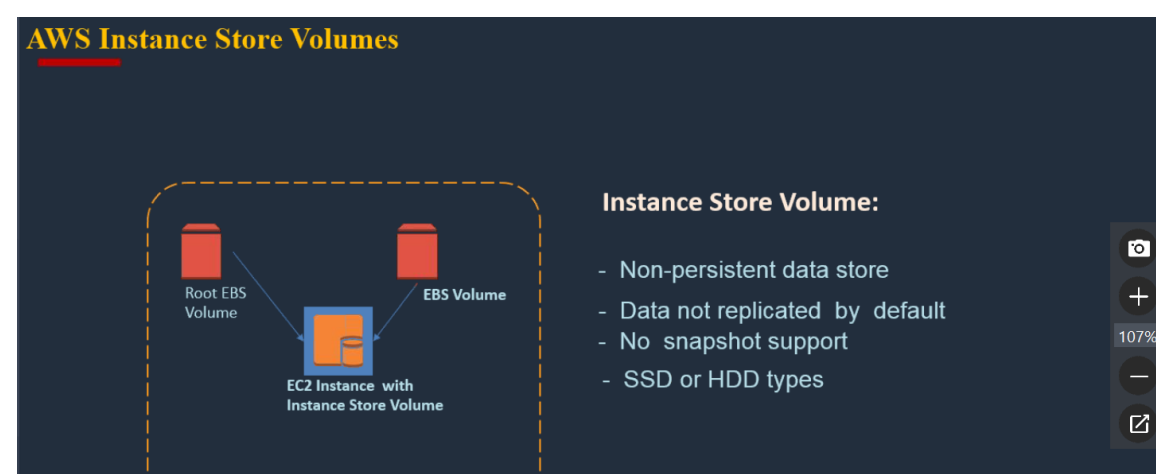 AWS Instance Store Volumes
Root EBS
Volume
EBS Volume
EC2 Instance with
Instance Store Volume
Instance Store Volume:
- Non-persistent data store
- Data not replicated by default
- No snapshot support
- SSD or HDD types
107%